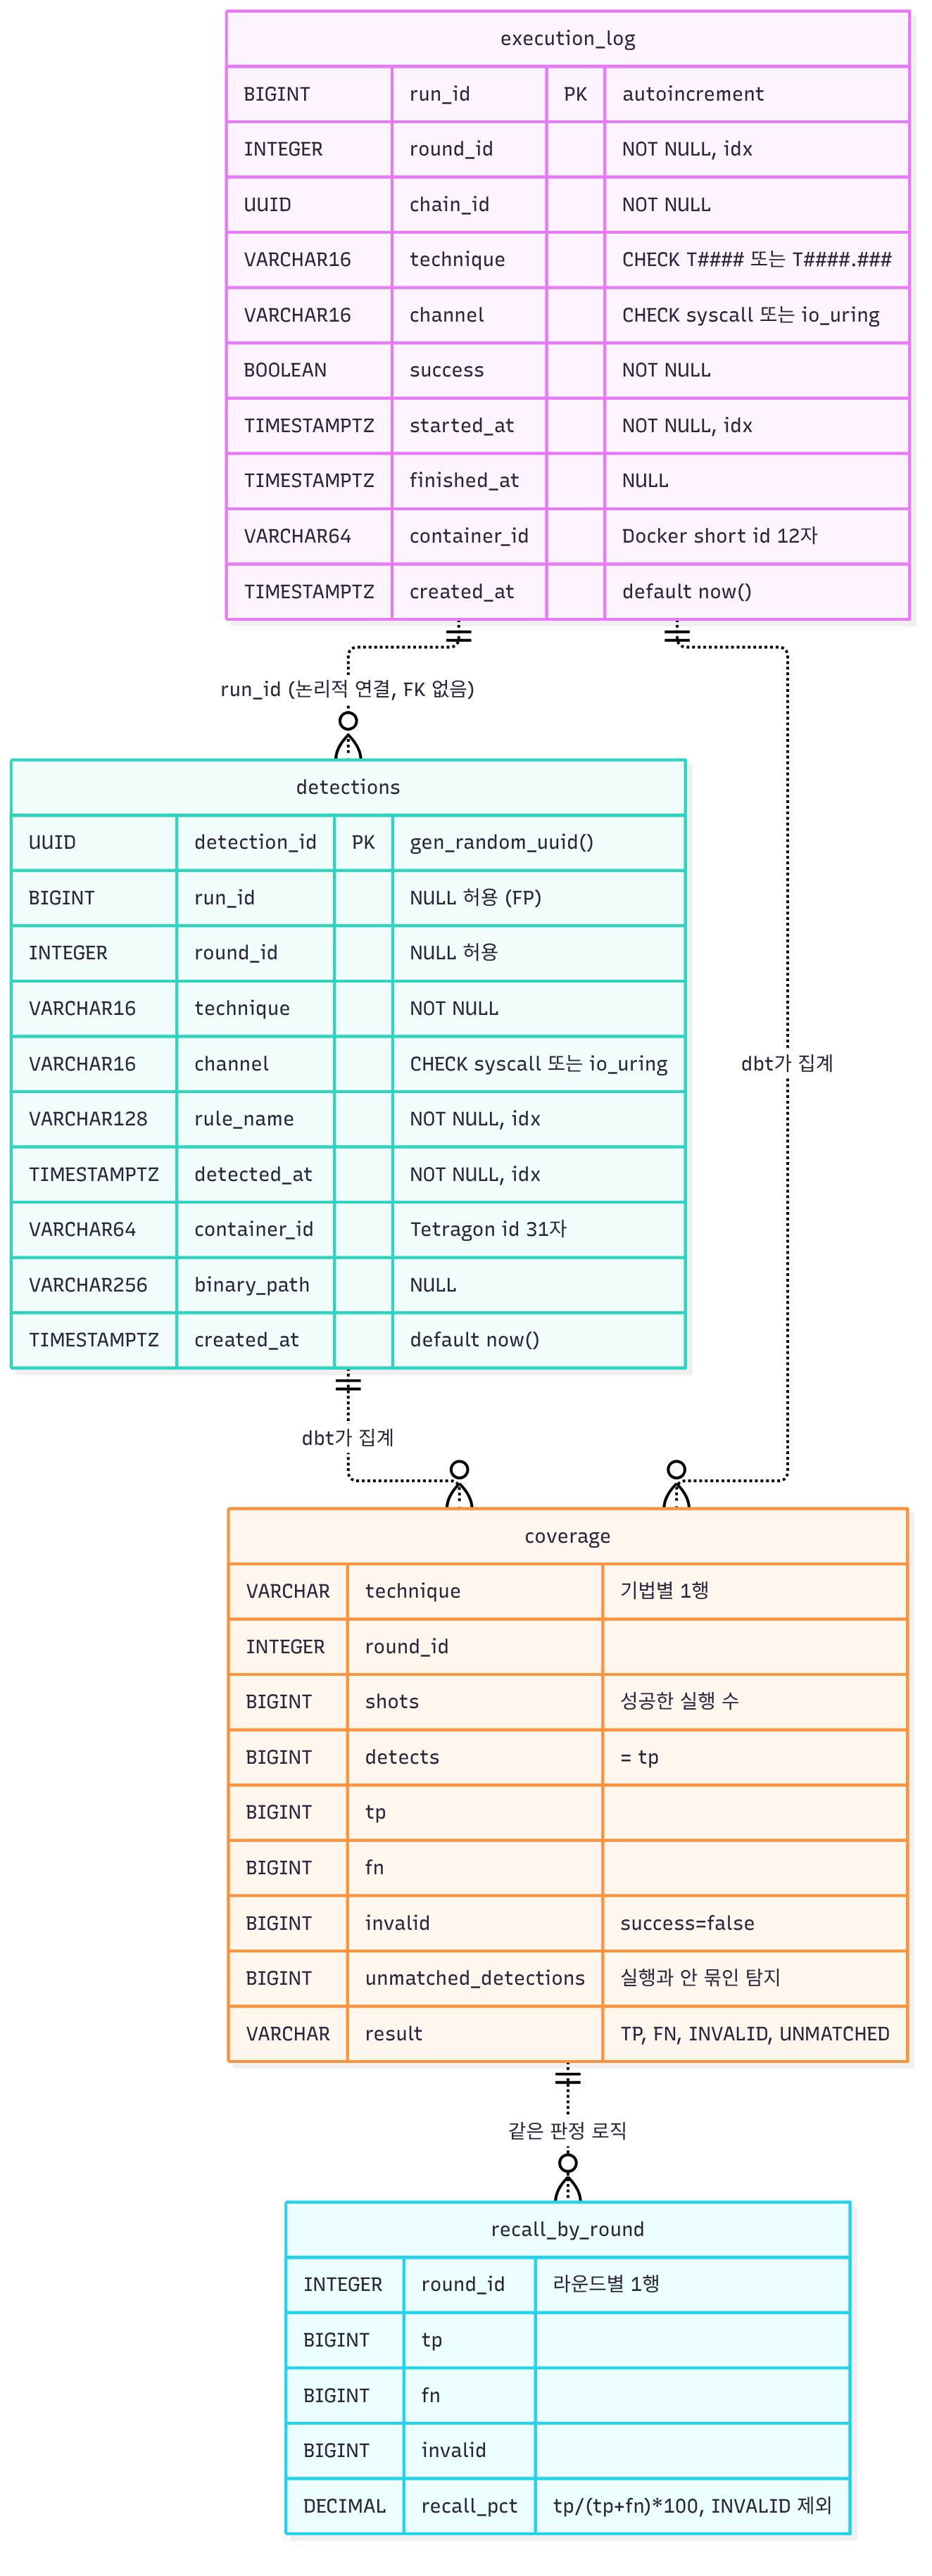 execution_log
BIGINT run_id PK autoincrement
INTEGER round_id NOT NULL, idx
UUID chain_id NOT NULL
VARCHAR16 technique CHECK T#### 또는 T####.###
VARCHAR16 channel CHECK syscall 또는 io_uring
BOOLEAN success NOT NULL
TIMESTAMPTZ started_at NOT NULL, idx
TIMESTAMPTZ finished_at NULL
VARCHAR64 container_id Docker short id 12자
TIMESTAMPTZ created_at default now()
run_id (논리적 연결, FK 없음)
detections
UUID detection_id PK gen_random_uuid()
BIGINT run_id NULL 허용 (FP)
INTEGER round_id NULL 허용
VARCHAR16 technique NOT NULL
VARCHAR16 channel CHECK syscall 또는 io_uring
dbt가 집계
VARCHAR128 rule_name NOT NULL, idx
TIMESTAMPTZ detected_at NOT NULL, idx
VARCHAR64 container_id Tetragon id 31자
VARCHAR256 binary_path NULL
TIMESTAMPTZ created_at default now()
dbt가 집계
coverage
VARCHAR technique 기법별 1행
INTEGER round_id
BIGINT shots 성공한 실행 수
BIGINT detects = tp
BIGINT tp
BIGINT fn
BIGINT invalid success=false
BIGINT unmatched_detections 실행과 안 묶인 탐지
VARCHAR result TP, FN, INVALID, UNMATCHED
같은 판정 로직
recall_by_round
INTEGER round_id 라운드별 1행
BIGINT tp
BIGINT fn
BIGINT invalid
DECIMAL recall_pct tp/(tp+fn)*100, INVALID 제외